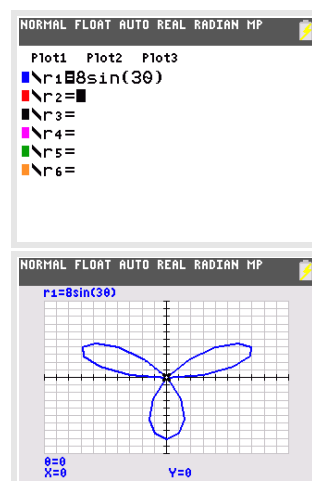 NORMAL FLOAT AUTO REAL RADIAN MP
Plot1 Plot2 Plot3
\r1=8sin(3θ)
\r2=
\r3=
\r4=
\r5=
\r6=
NORMAL FLOAT AUTO REAL RADIAN MP
r1=8sin(3θ)
θ=0
X=0 Y=0